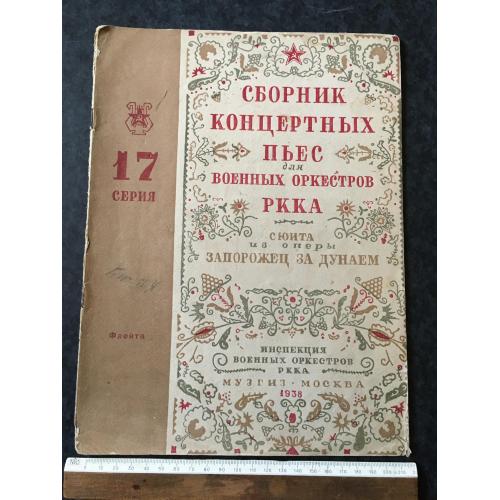 17
СЕРИЯ
Флейта
СБОРНИК
КОНЦЕРТНЫХ
ПЬЕС
для
ВОЕННЫХ ОРКЕСТРОВ
РККА
СЮИТА
из оперы
ЗАПОРОЖЕЦ ЗА ДУНАЕМ
ИНСПЕКЦИЯ
ВОЕННЫХ ОРКЕСТРОВ
РККА
МУЗГИЗ • МОСКВА
1938